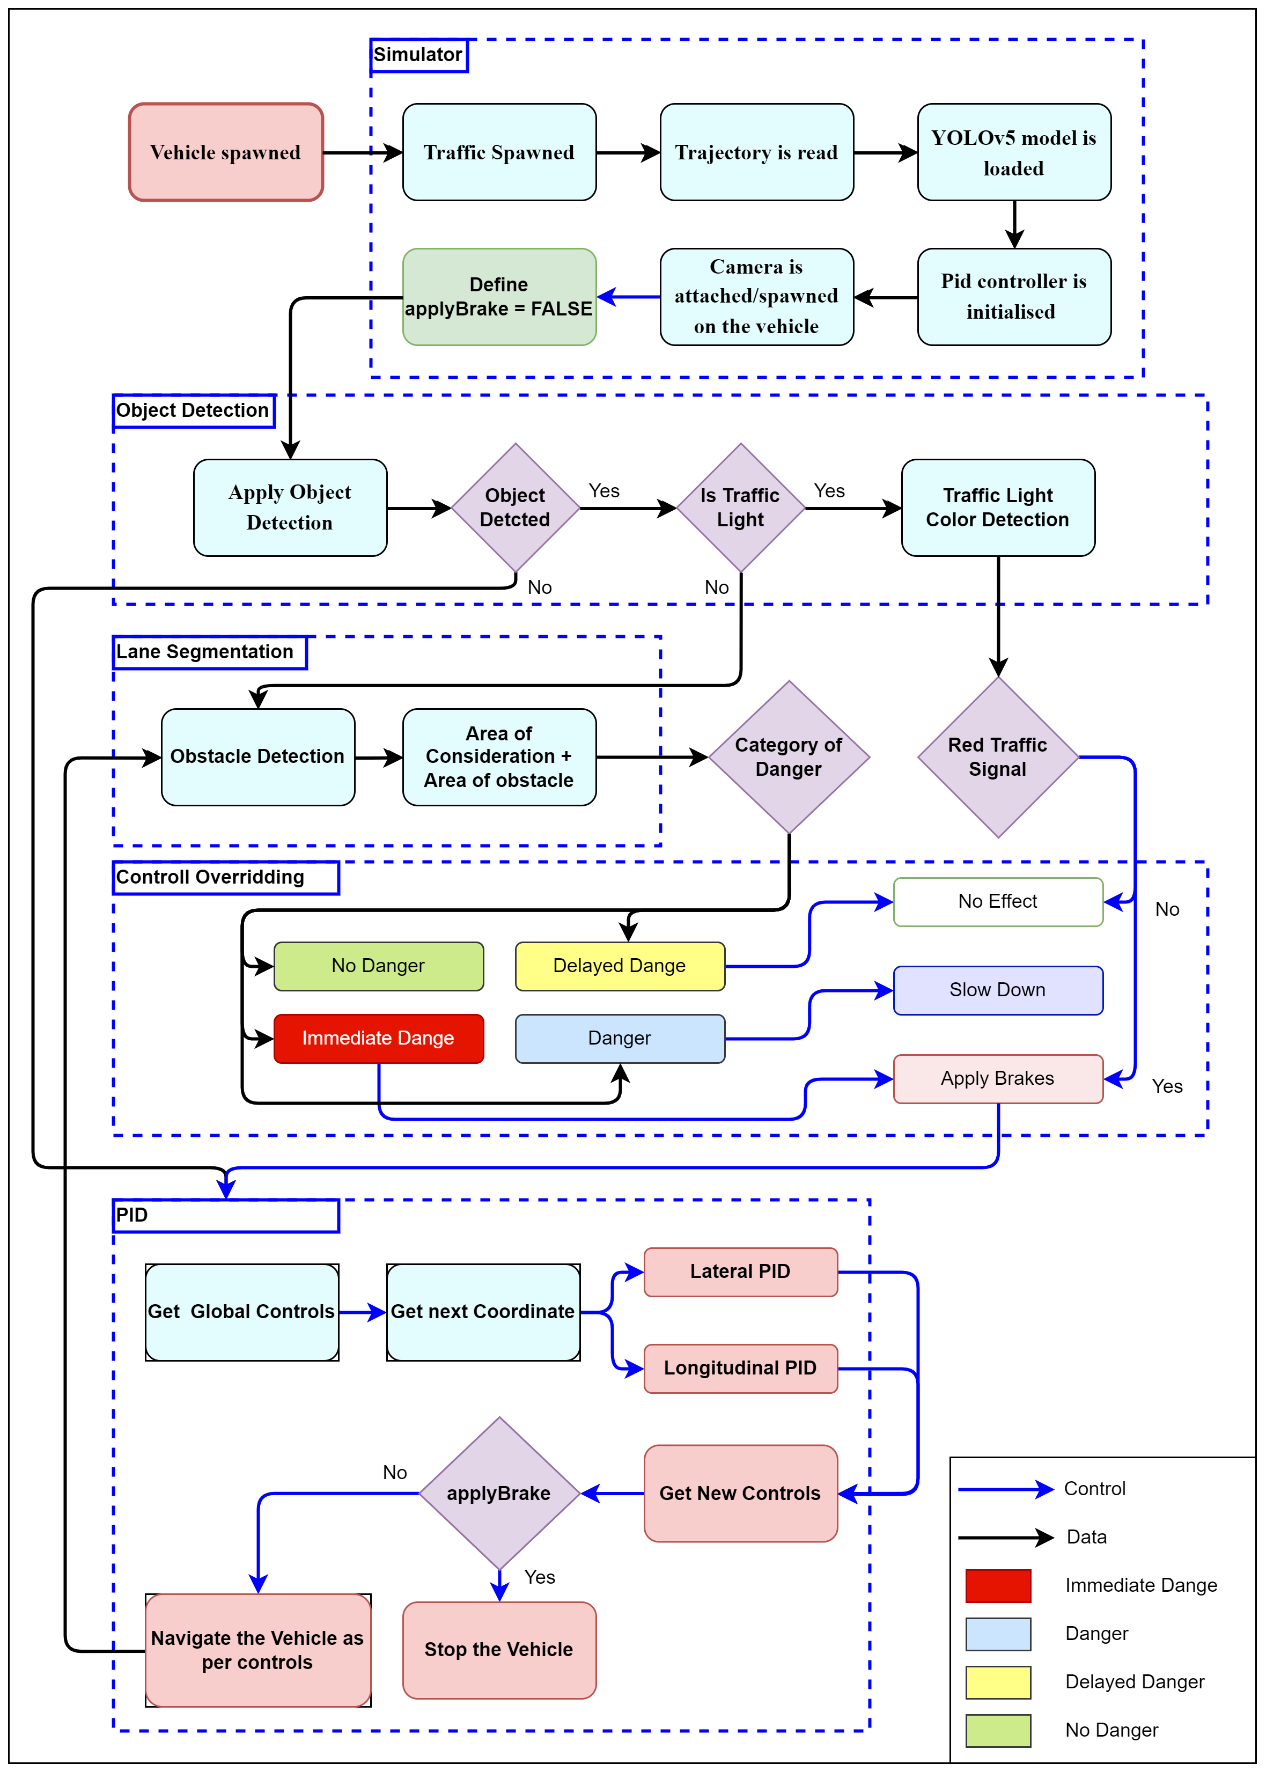 Simulator
Vehicle spawned
Traffic Spawned
Trajectory is read
YOLOv5 model is
loaded
Define
applyBrake = FALSE
Camera is
attached/spawned
on the vehicle
Pid controller is
initialised
Object Detection
Apply Object
Detection
Object
Detcted
Yes
Is Traffic
Light
Yes
Traffic Light
Color Detection
No
No
Lane Segmentation
Obstacle Detection
Area of
Consideration +
Area of obstacle
Category of
Danger
Red Traffic
Signal
Controll Overridding
No Effect
No
No Danger
Delayed Dange
Slow Down
Immediate Dange
Danger
Apply Brakes
Yes
PID
Get  Global Controls
Get next Coordinate
Lateral PID
Longitudinal PID
No
applyBrake
Get New Controls
Yes
Navigate the Vehicle as
per controls
Stop the Vehicle
Control
Data
Immediate Dange
Danger
Delayed Danger
No Danger